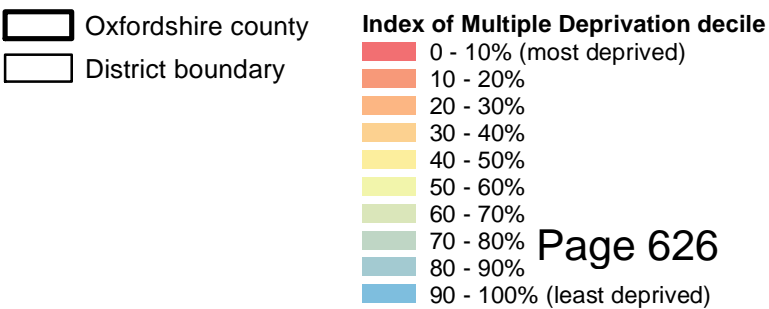 Oxfordshire county
District boundary
Index of Multiple Deprivation decile
0 - 10% (most deprived)
10 - 20%
20 - 30%
30 - 40%
40 - 50%
50 - 60%
60 - 70%
70 - 80%
80 - 90%
90 - 100% (least deprived)
Page 626